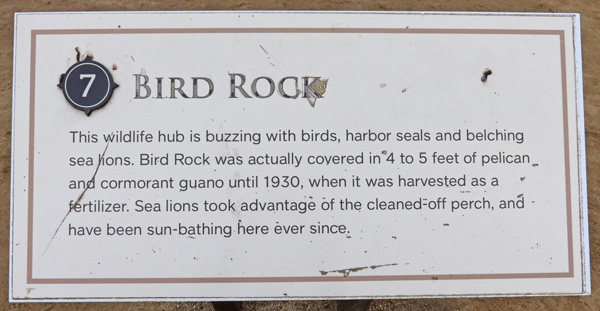 7
BIRD ROCK
This wildlife hub is buzzing with birds, harbor seals and belching
sea lions. Bird Rock was actually covered in 4 to 5 feet of pelican
and cormorant guano until 1930, when it was harvested as a
fertilizer. Sea lions took advantage of the cleaned-off perch, and
have been sun-bathing here ever since.